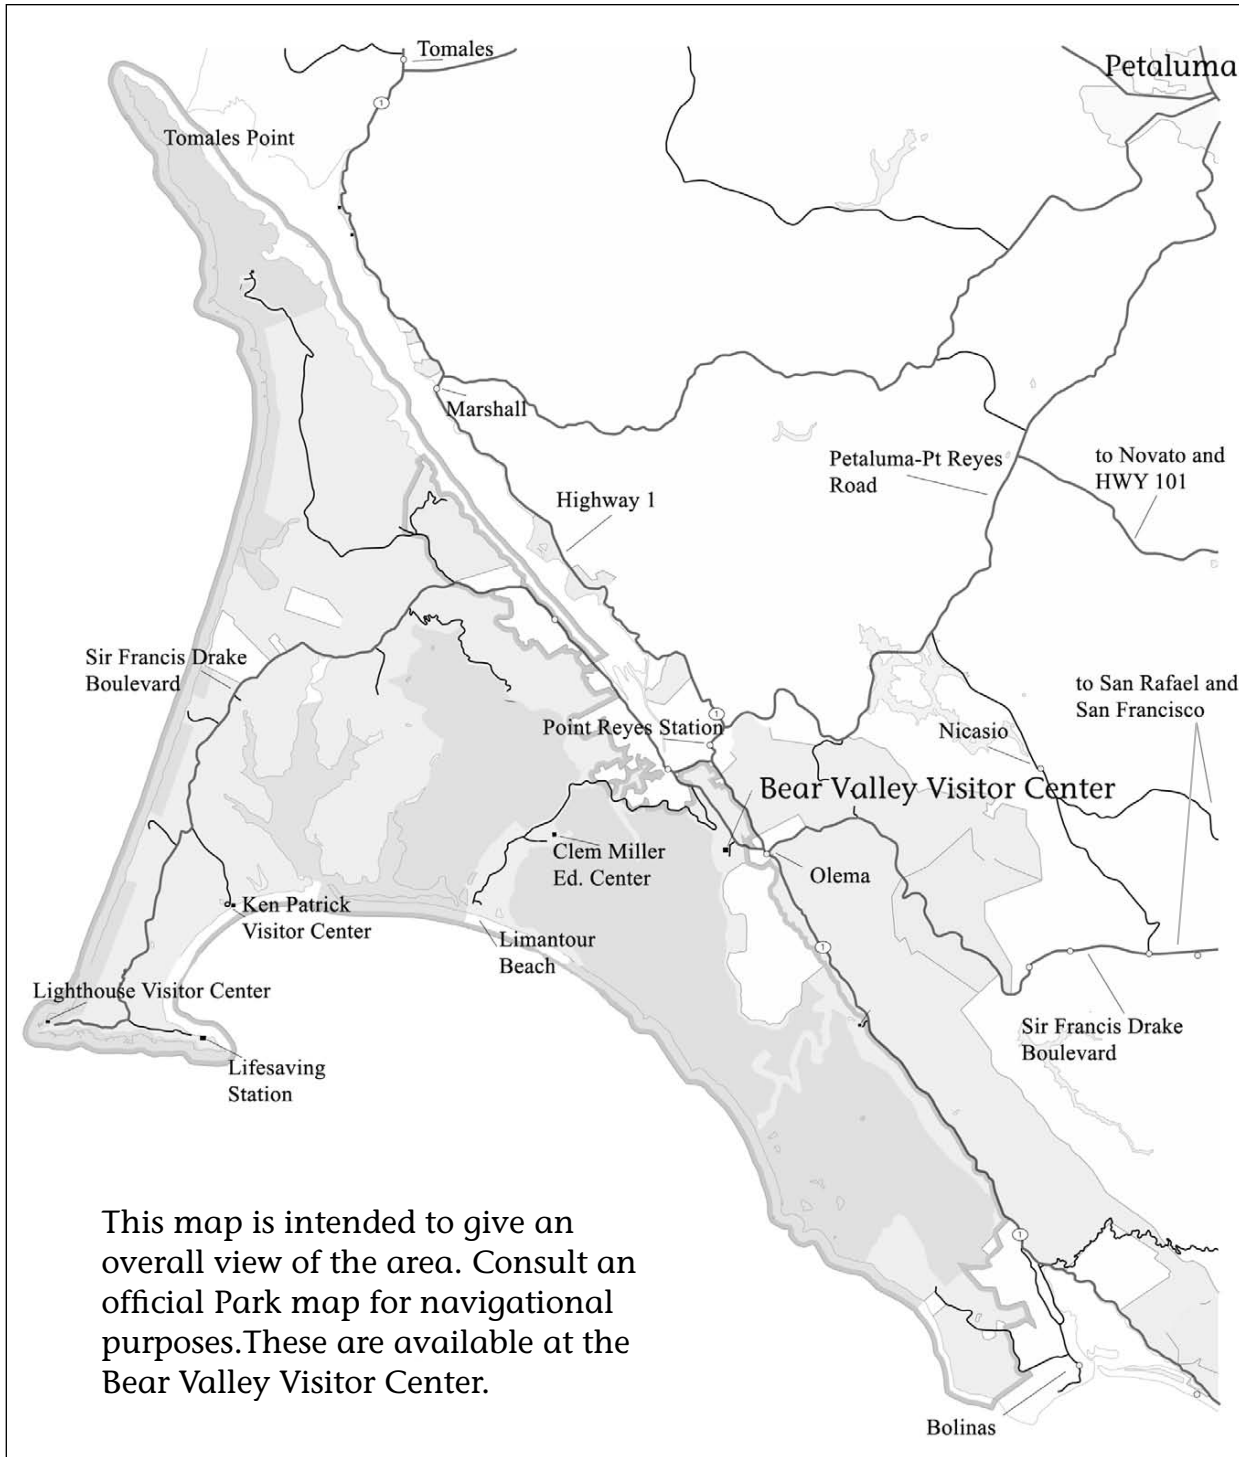 Tomales
Petaluma
1
Tomales Point
Marshall
Petaluma-Pt Reyes
Road
to Novato and
HWY 101
Highway 1
Sir Francis Drake
Boulevard
to San Rafael and
San Francisco
1
Point Reyes Station
Nicasio
Bear Valley Visitor Center
Clem Miller
Ed. Center
Olema
Ken Patrick
Visitor Center
Limantour
Beach
1
Lighthouse Visitor Center
Sir Francis Drake
Boulevard
Lifesaving
Station
This map is intended to give an
overall view of the area. Consult an
official Park map for navigational
purposes.These are available at the
Bear Valley Visitor Center.
1
Bolinas